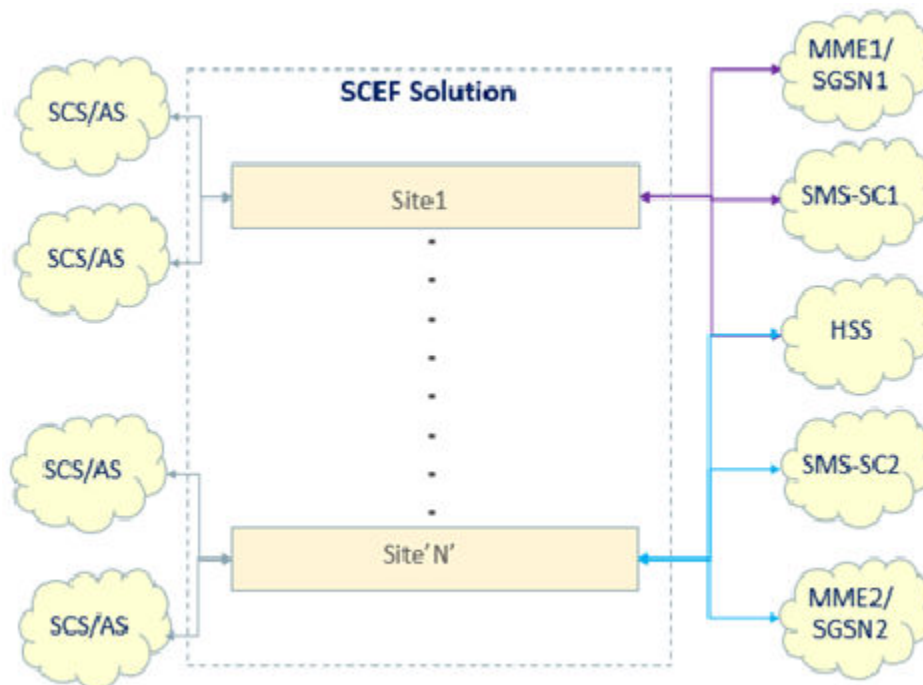 SCEF Solution
SCS/AS
SCS/AS
SCS/AS
SCS/AS
Site1
Site'N'
MME1/
SGSN1
SMS-SC1
HSS
SMS-SC2
MME2/
SGSN2